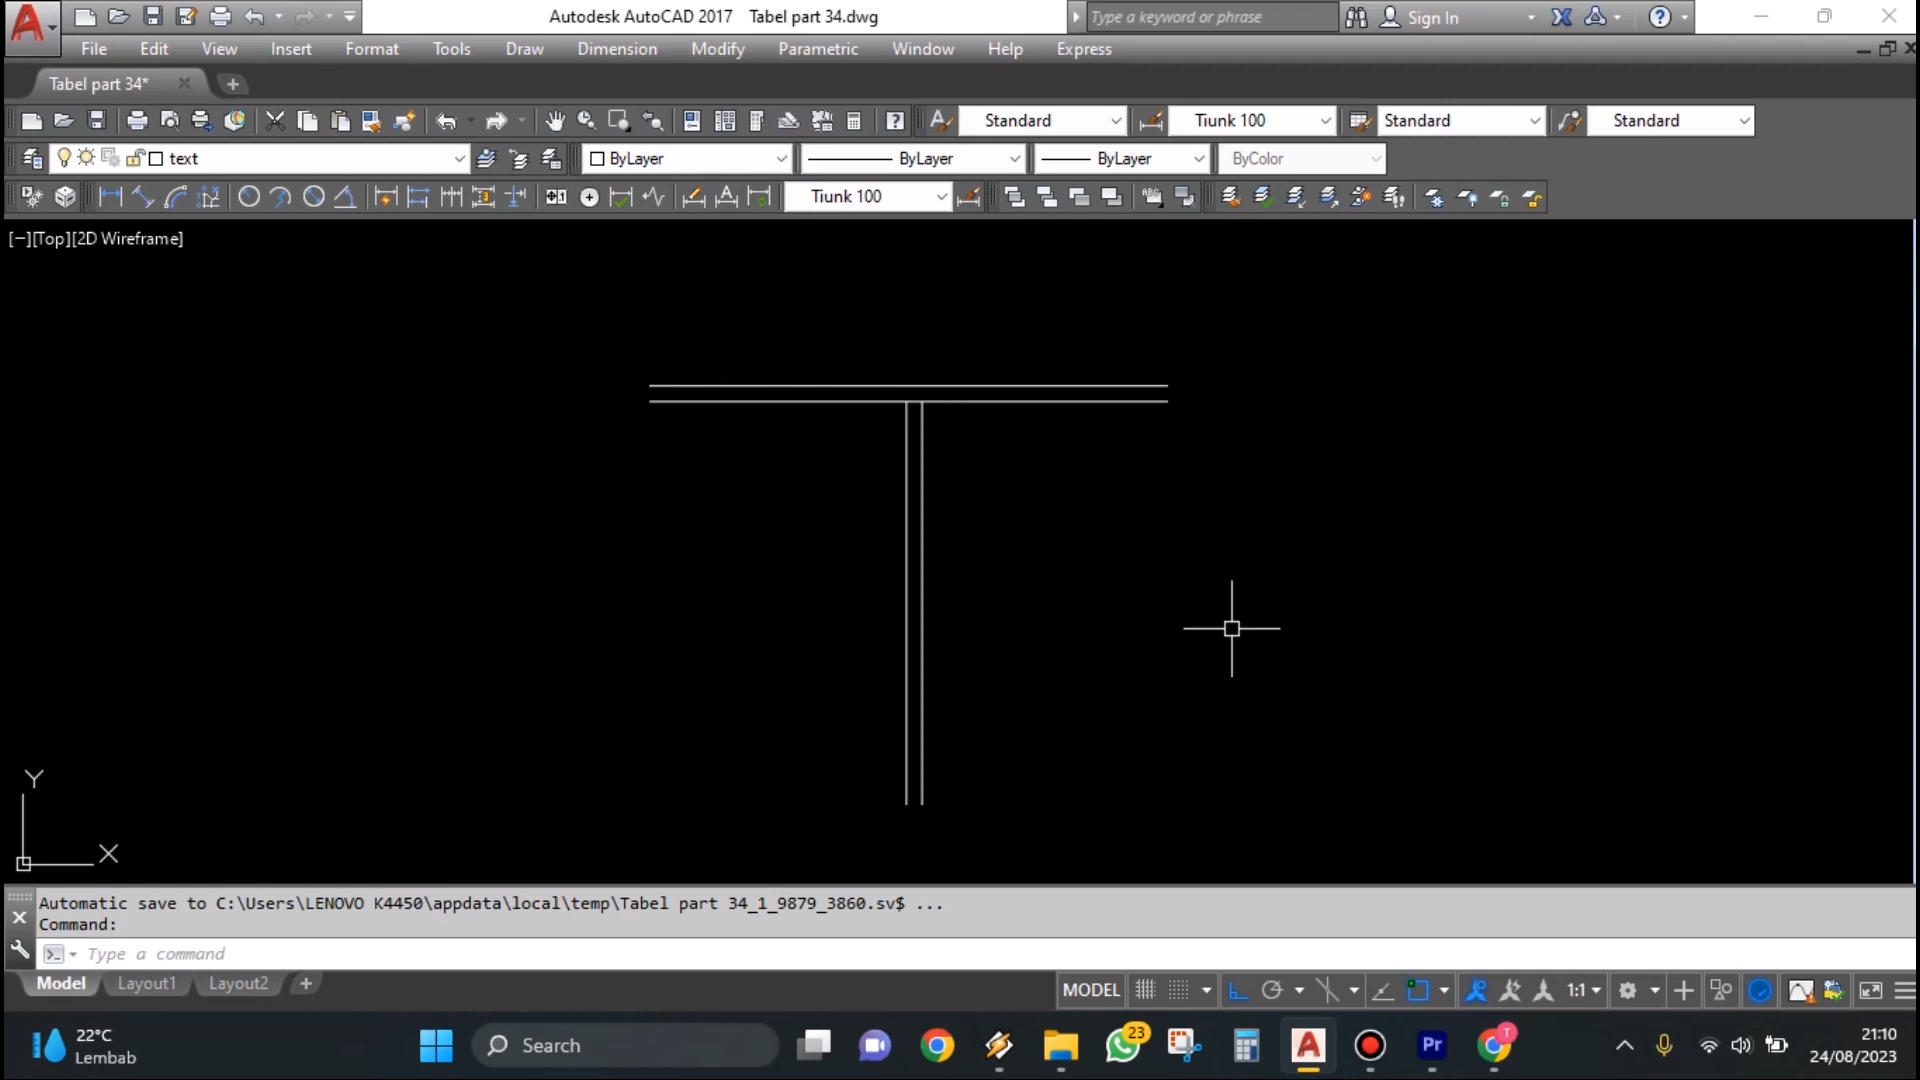 Autodesk AutoCAD 2017 Tabel part 34.dwg
Type a keyword or phrase
Sign In
File Edit View Insert Format Tools Draw Dimension Modify Parametric Window Help Express
Tabel part 34*
Standard Tiunk 100 Standard Standard
text ByLayer ByLayer ByLayer ByColor
Tiunk 100
[−][Top][2D Wireframe]
Y
X
Automatic save to C:\Users\LENOVO K4450\appdata\local\temp\Tabel part 34_1_9879_3860.sv$ ...
Command:
Type a command
Model Layout1 Layout2
MODEL 1:1
22°C
Lembab
Search
23
Pr
T
21:10
24/08/2023